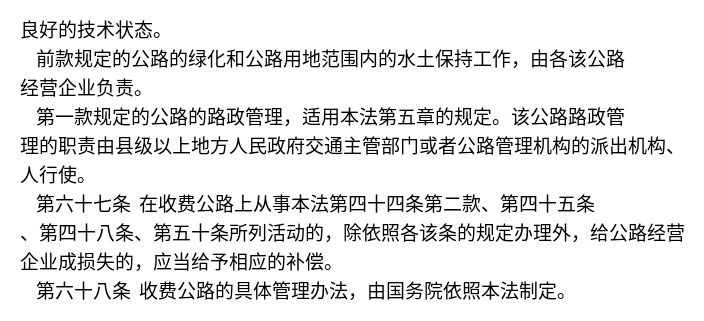 良好的技术状态。
前款规定的公路的绿化和公路用地范围内的水土保持工作，由各该公路
经营企业负责。
第一款规定的公路的路政管理，适用本法第五章的规定。该公路路政管
理的职责由县级以上地方人民政府交通主管部门或者公路管理机构的派出机构、
人行使。
第六十七条 在收费公路上从事本法第四十四条第二款、第四十五条
、第四十八条、第五十条所列活动的，除依照各该条的规定办理外，给公路经营
企业成损失的，应当给予相应的补偿。
第六十八条 收费公路的具体管理办法，由国务院依照本法制定。